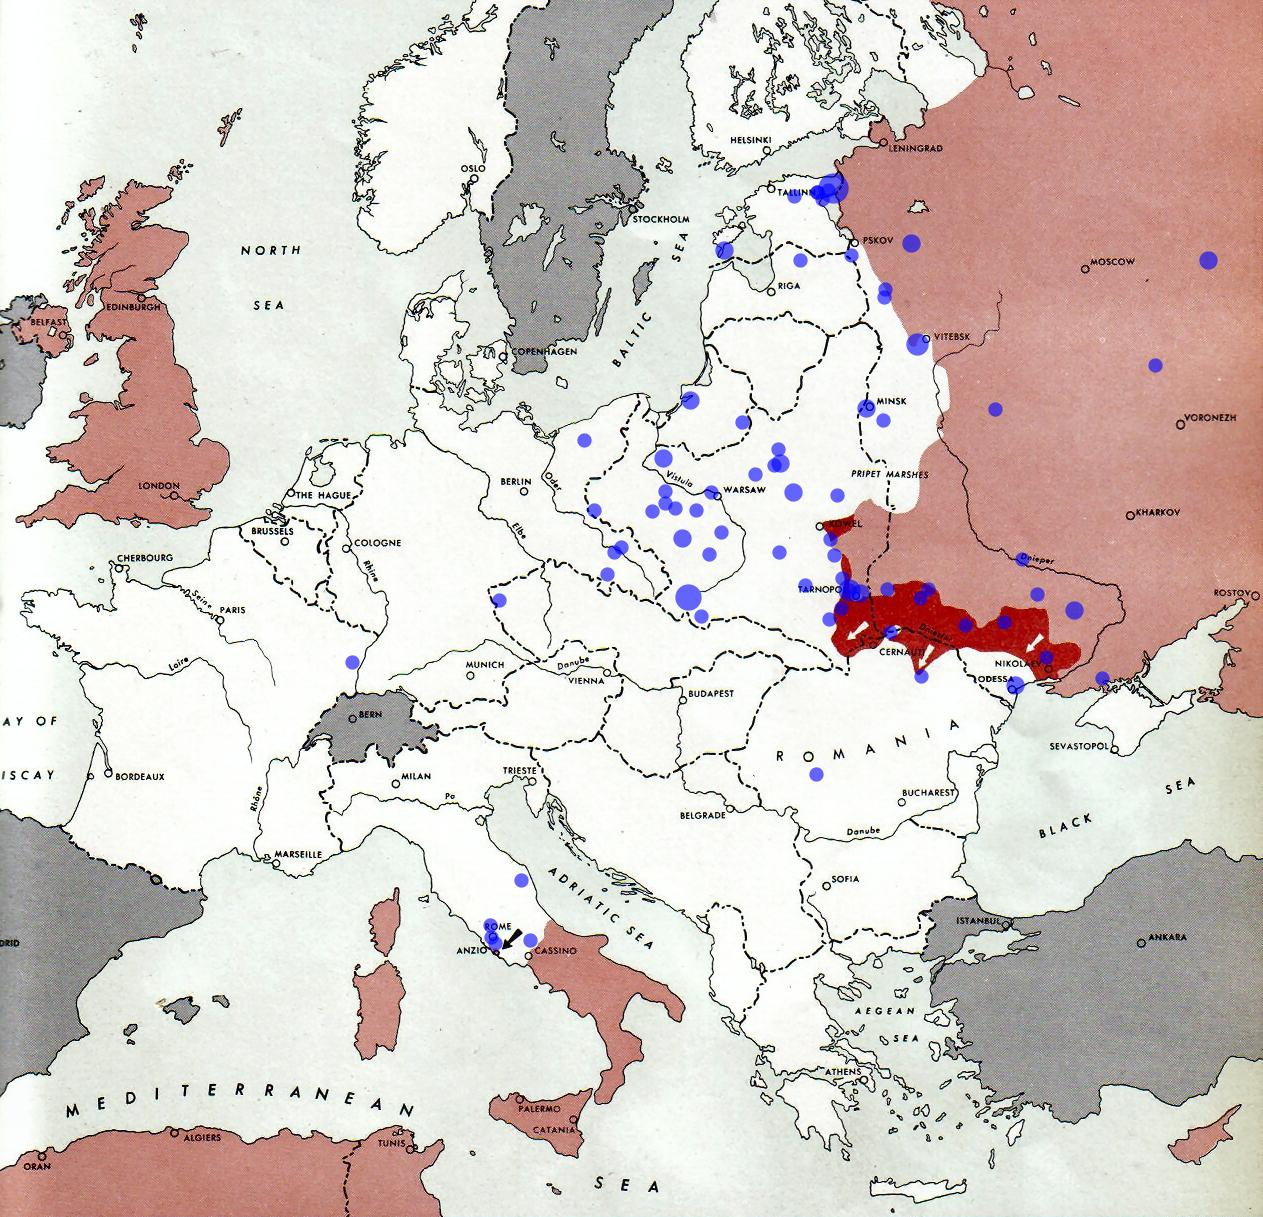 HELSINKI
LENINGRAD
OSLO
TALLINN
STOCKHOLM
PSKOV
NORTH
SEA
BALTIC SEA
MOSCOW
RIGA
EDINBURGH
BELFAST
VITEBSK
COPENHAGEN
MINSK
VORONEZH
PRIPET MARSHES
LONDON
THE HAGUE
BERLIN
Oder
Vistula
WARSAW
KHARKOV
KOWEL
BRUSSELS
COLOGNE
Elbe
CHERBOURG
Rhine
Dnieper
Seine
PARIS
TARNOPO
ROSTOV
Dniester
CERNAUTI
Loire
MUNICH
Danube
VIENNA
NIKOLAEV
ODESSA
BUDAPEST
BERN
AY OF
ISCAY
ROMANIA
SEVASTOPOL
BORDEAUX
MILAN
TRIESTE
Rhône
Po
BUCHAREST
BELGRADE
Danube
BLACK SEA
MARSEILLE
SOFIA
ADRIATIC SEA
ROME
ISTANBUL
ANKARA
DRID
ANZIO
CASSINO
AEGEAN
SEA
ATHENS
MEDITERRANEAN
PALERMO
CATANIA
ALGIERS
TUNIS
ORAN
SEA